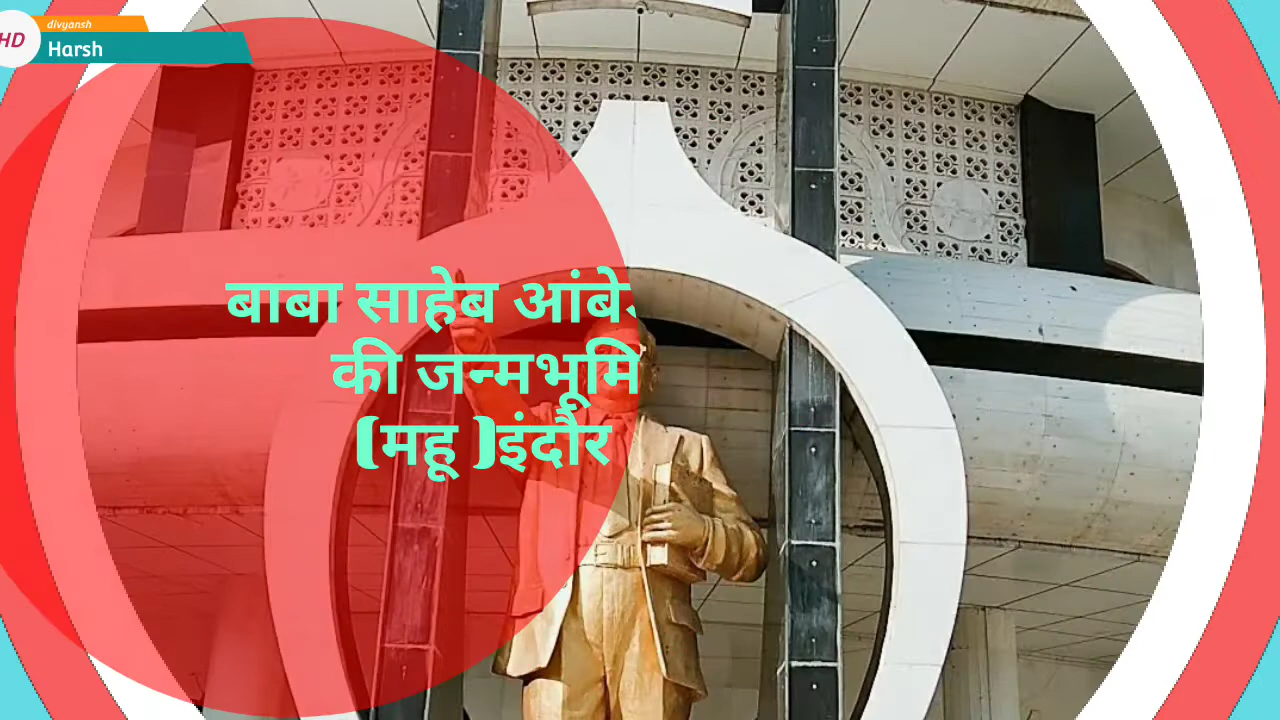 HD
divyansh
Harsh
बाबा साहेब
की जन्मभूमि
(महू )इंदौर